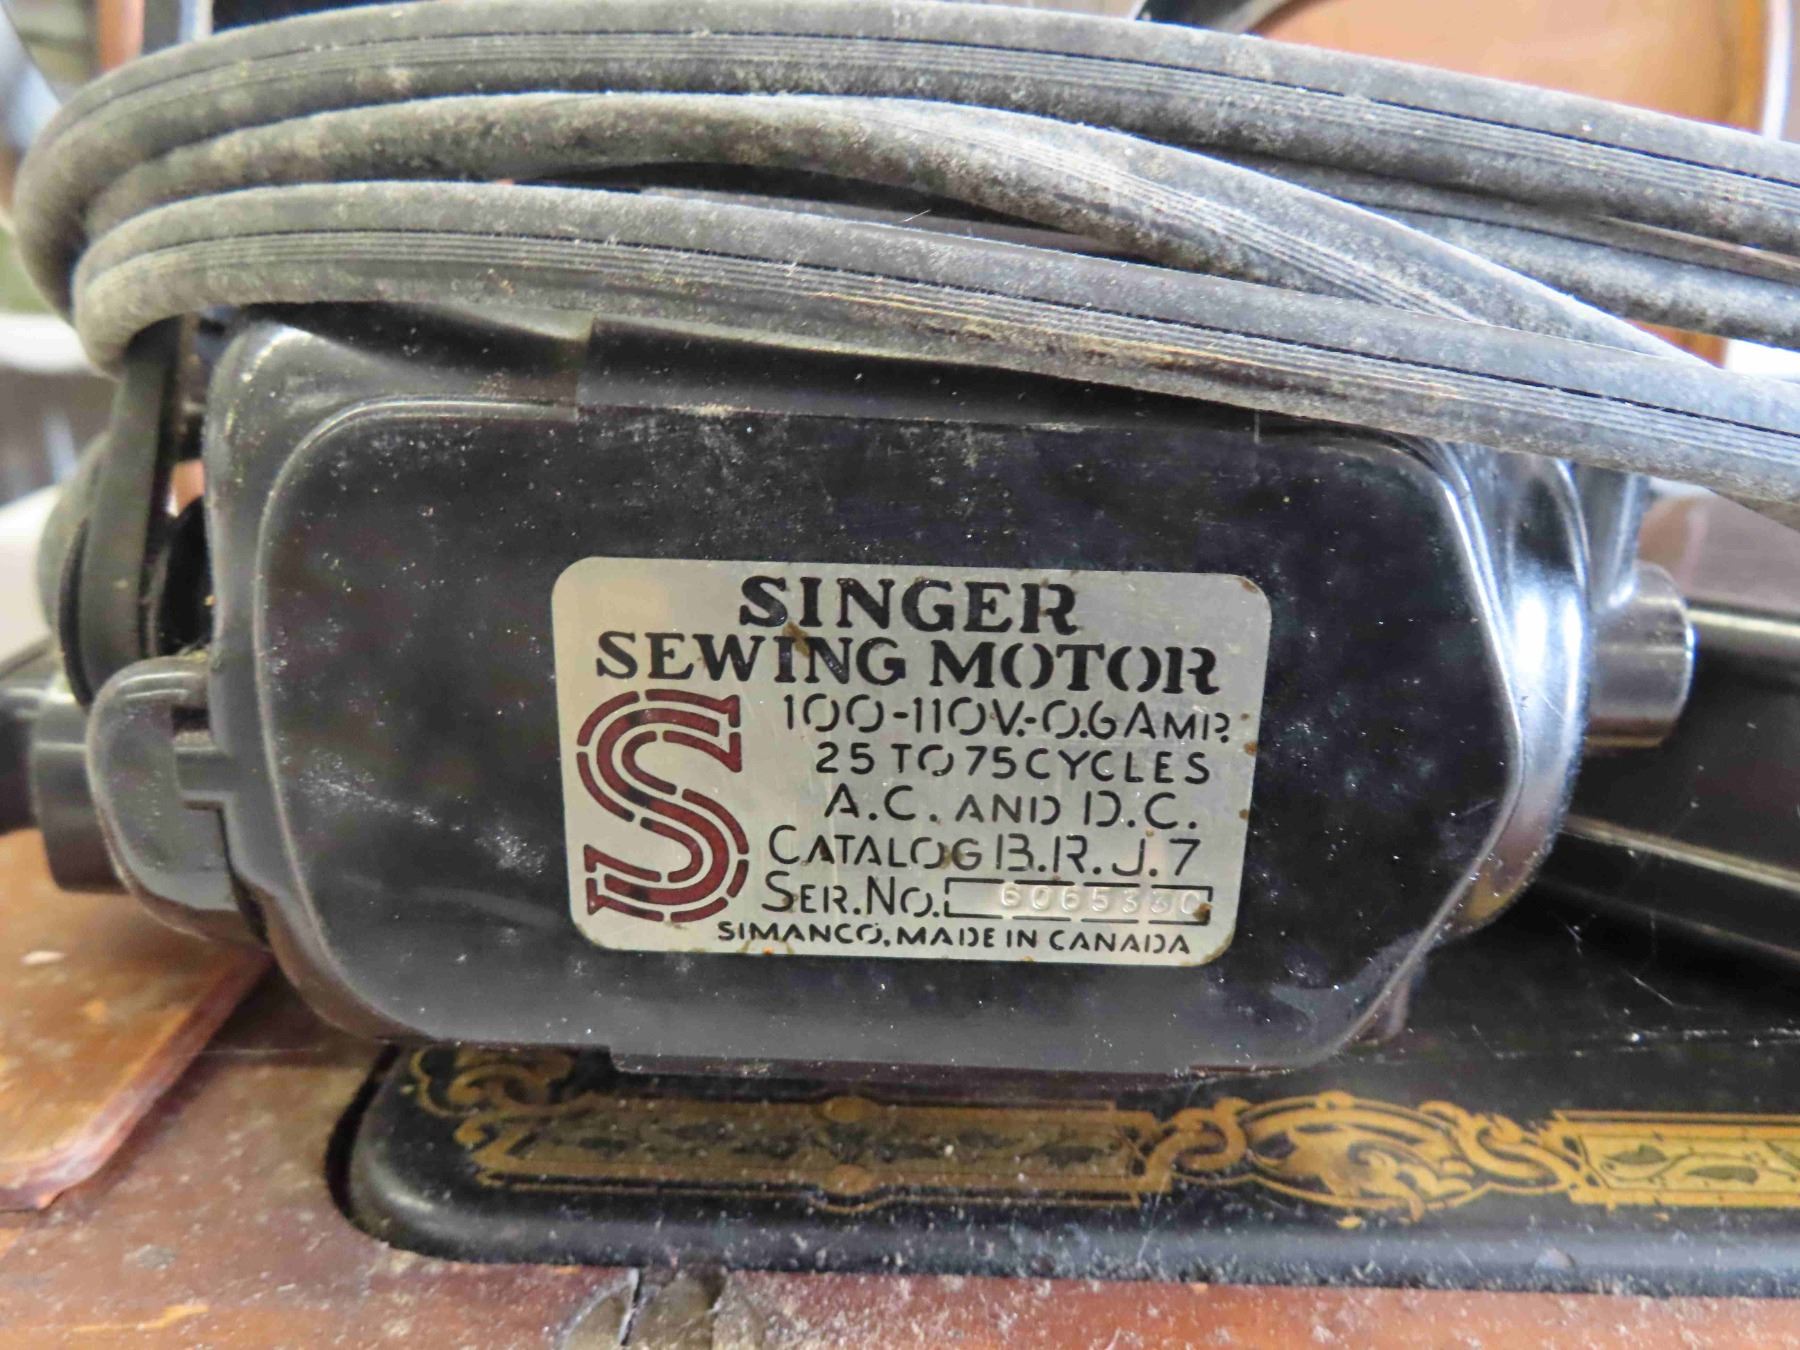 SINGER
SEWING MOTOR
S
100-110V.-0.6AMP.
25 TO 75 CYCLES
A.C. AND D.C.
CATALOG B.R.J.7
SER.NO. 6065330
SIMANCO, MADE IN CANADA